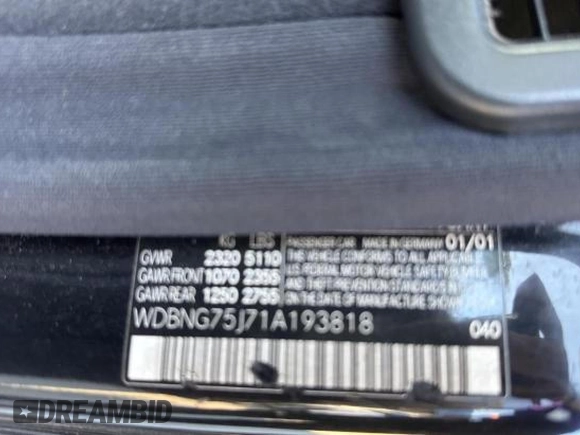 KG LBS
GVWR 2320 5110
GAWR FRONT 1070 2355
GAWR REAR 1250 2755
PASSENGER CAR MADE IN GERMANY 01/01
THE VEHICLE CONFORMS TO ALL APPLICABLE
U.S. FEDERAL MOTOR VEHICLE SAFETY BUMPER
AND THEFT PREVENTION STANDARDS IN
EFFECT ON THE DATE OF MANUFACTURE
WDBNG75J71A193818
040
DREAMBID